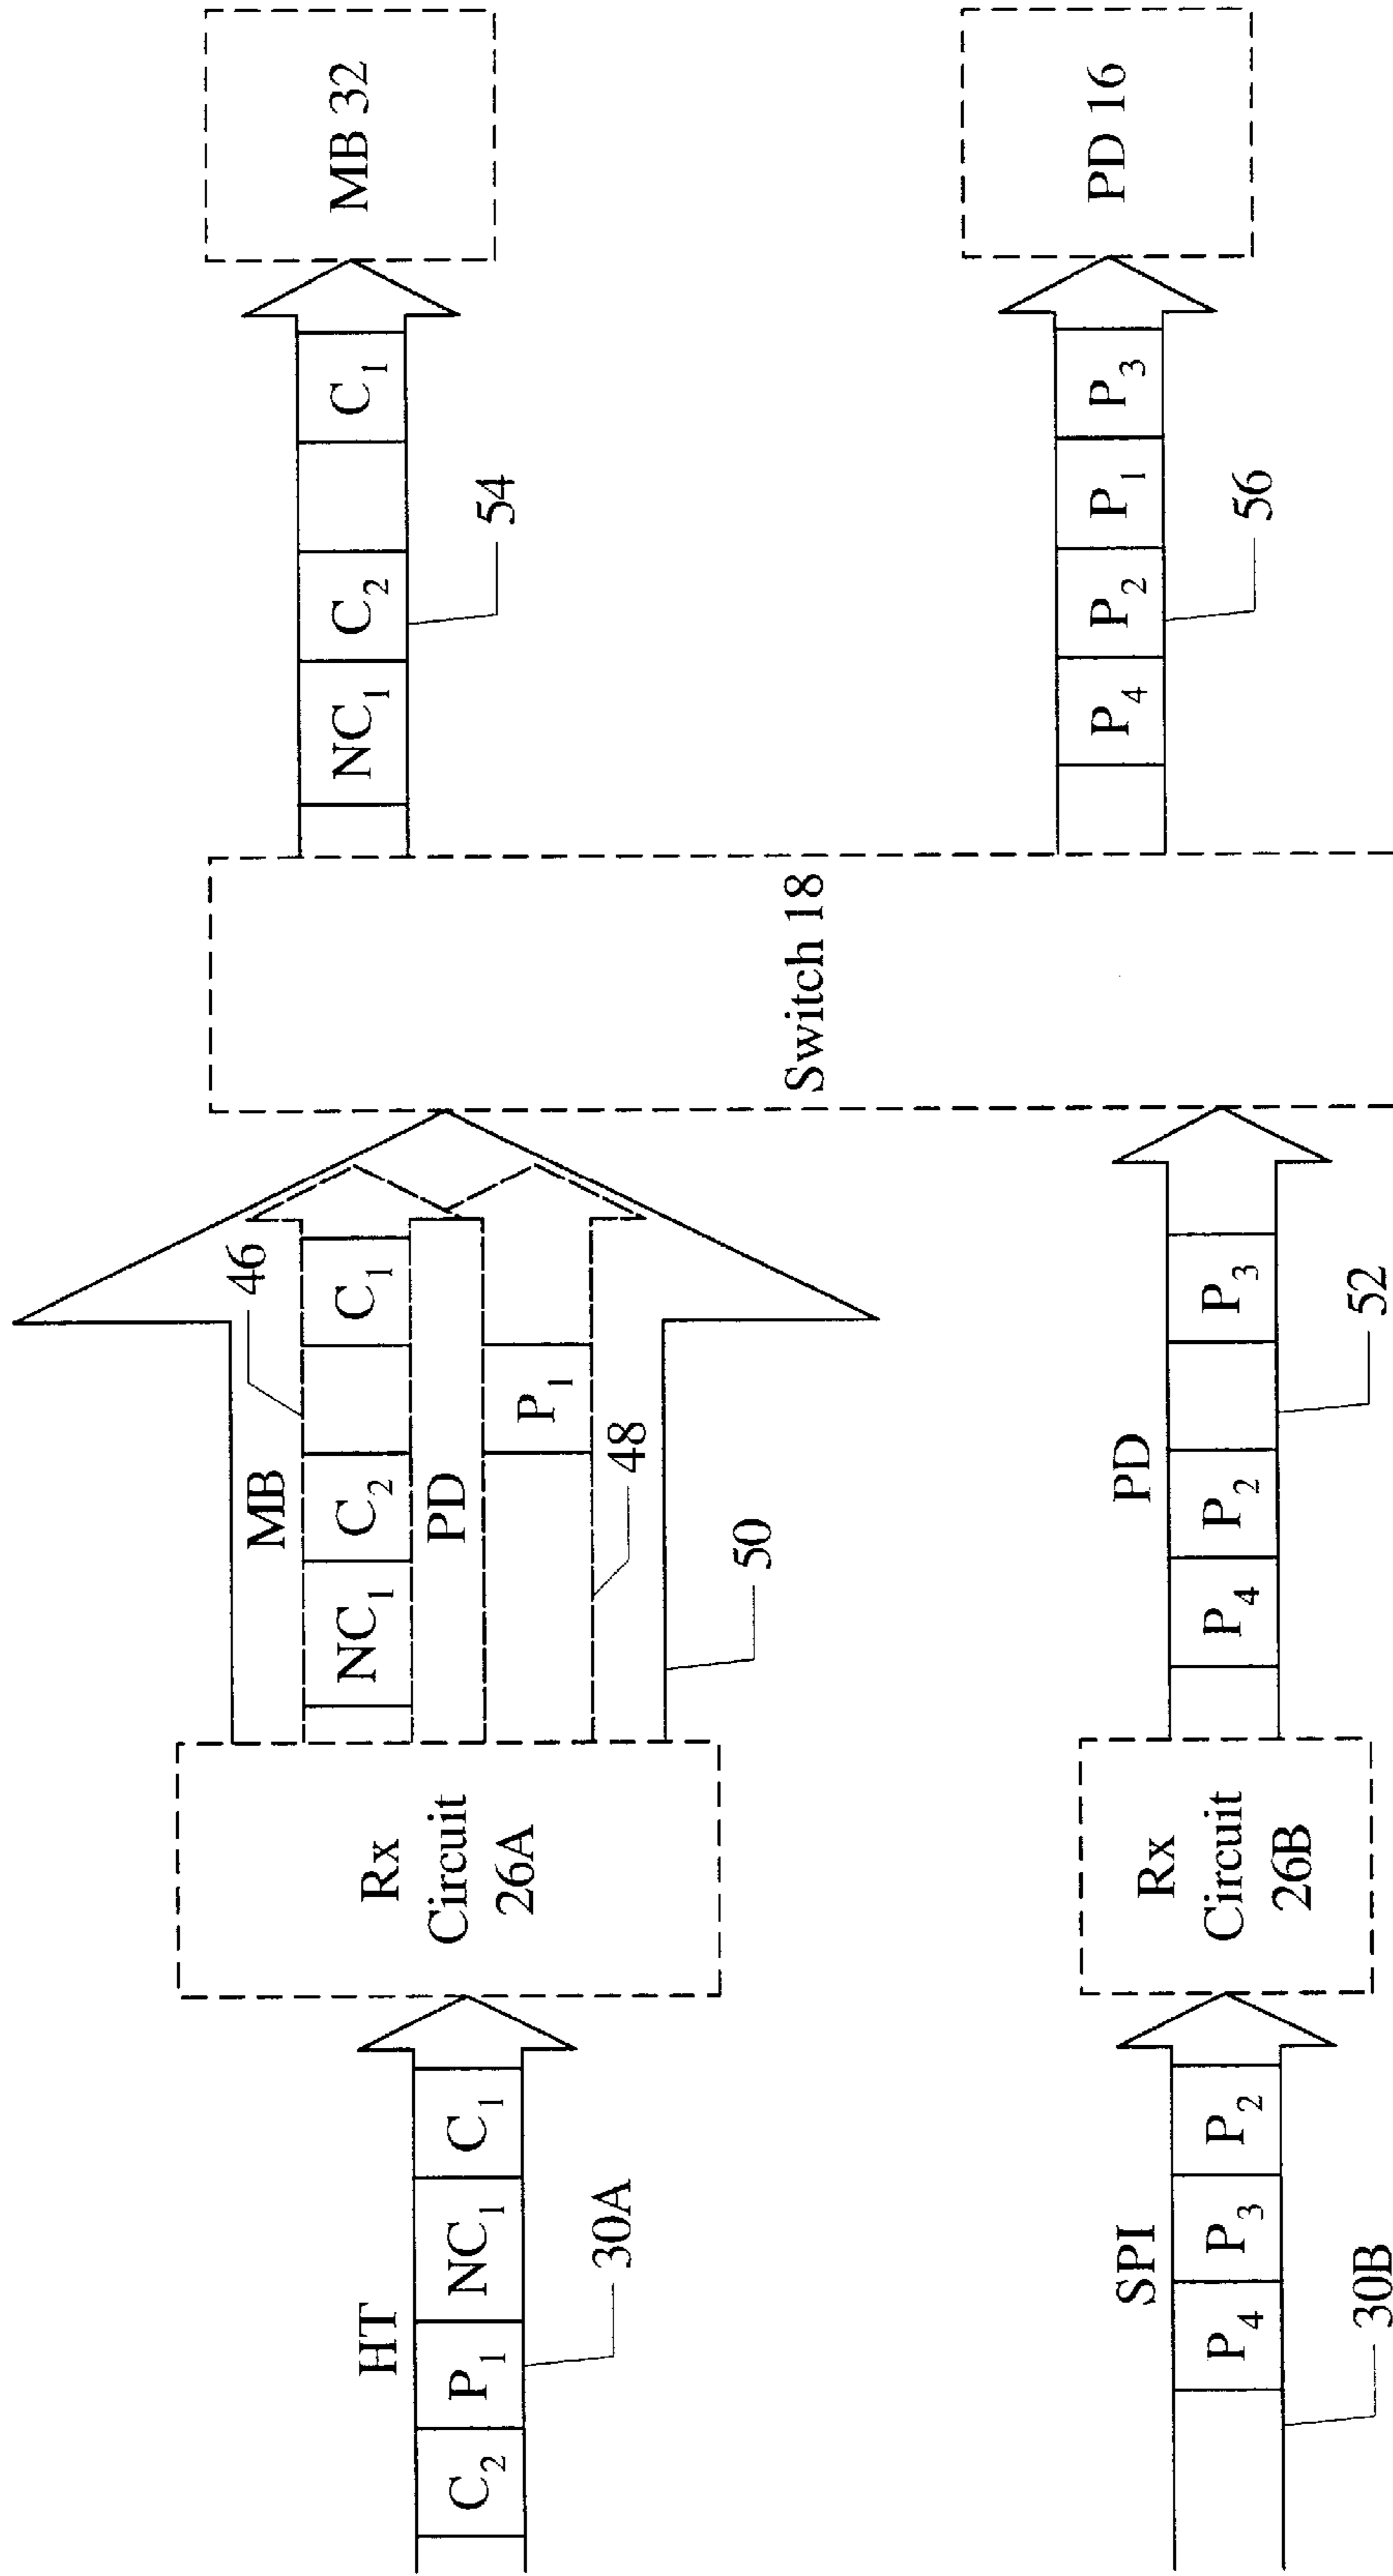 HT
C2 P1 NC1 C1
30A
Rx
Circuit
26A
MB
46
NC1 C2 C1
PD
P1
48
50
Switch 18
NC1 C2 C1
54
MB 32
SPI
P4 P3 P2
30B
Rx
Circuit
26B
PD
P4 P2 P3
52
P4 P2 P1 P3
56
PD 16